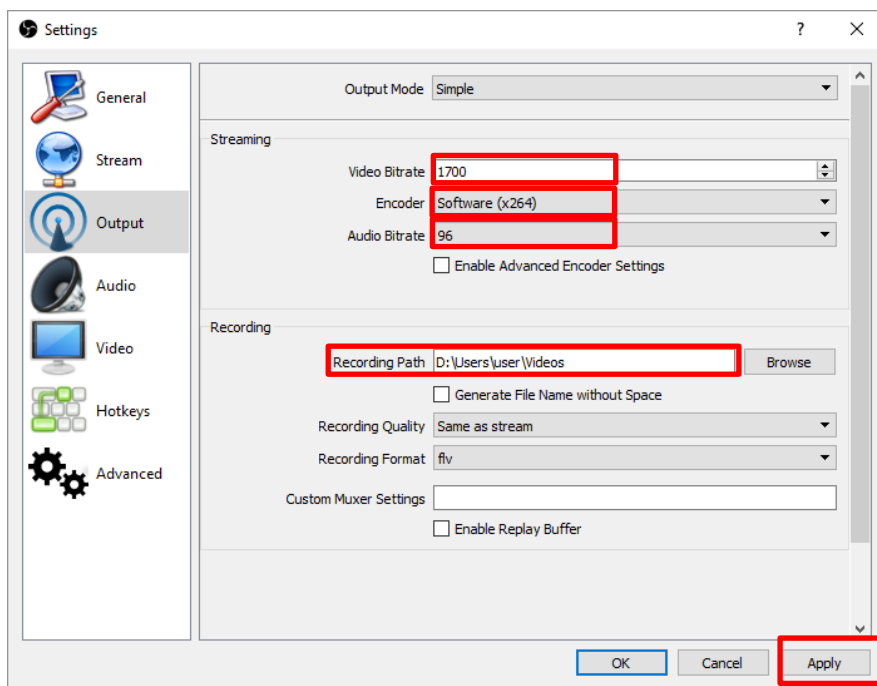 Settings
?
General
Stream
Output
Audio
Video
Hotkeys
Advanced
Output Mode Simple
Streaming
Video Bitrate 1700
Encoder Software (x264)
Audio Bitrate 96
Enable Advanced Encoder Settings
Recording
Recording Path D:\Users\user\Videos Browse
Generate File Name without Space
Recording Quality Same as stream
Recording Format flv
Custom Muxer Settings
Enable Replay Buffer
OK Cancel Apply